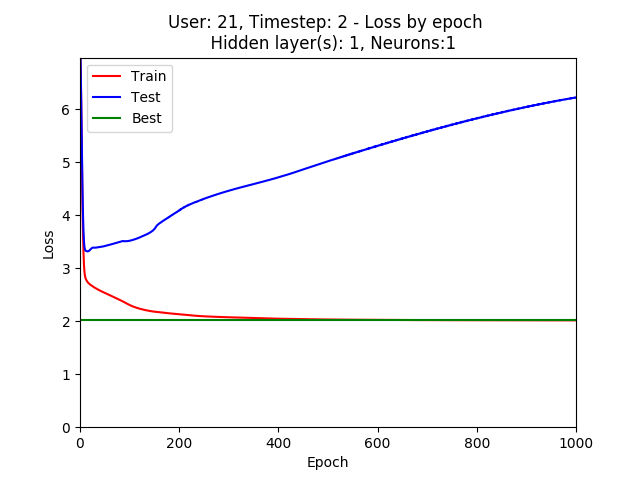 User: 21, Timestep: 2 - Loss by epoch
Hidden layer(s): 1, Neurons:1
Train
Test
Best
Loss
6
5
4
3
2
1
0
0 200 400 600 800 1000
Epoch